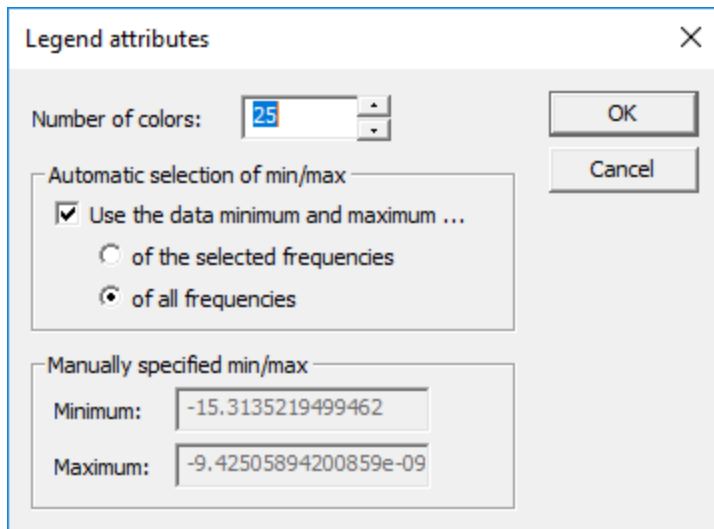 Legend attributes
Number of colors: 25
OK
Cancel
Automatic selection of min/max
Use the data minimum and maximum ...
of the selected frequencies
of all frequencies
Manually specified min/max
Minimum: -15.3135219499462
Maximum: -9.42505894200859e-09